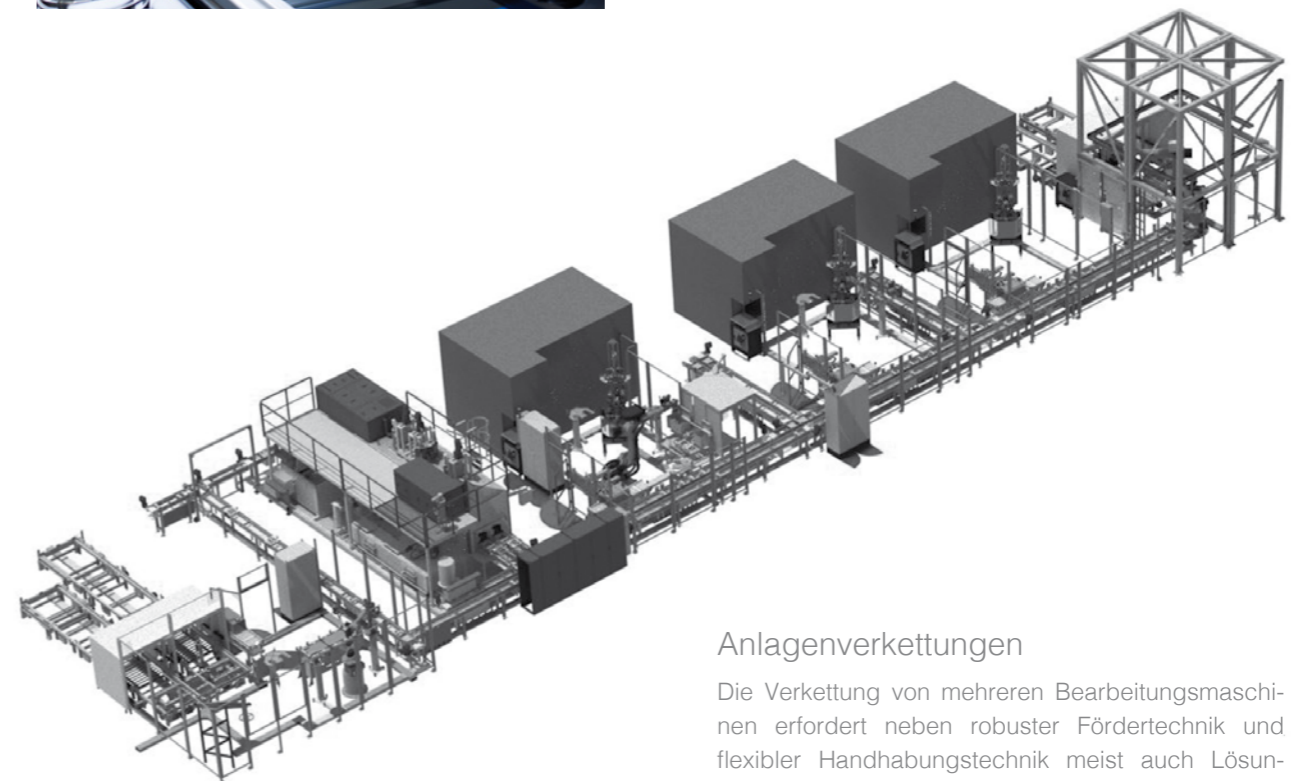 Anlagenverkettungen
Die Verkettung von mehreren Bearbeitungsmaschi-
nen erfordert neben robuster Fördertechnik und
flexibler Handhabungstechnik meist auch Lösun-